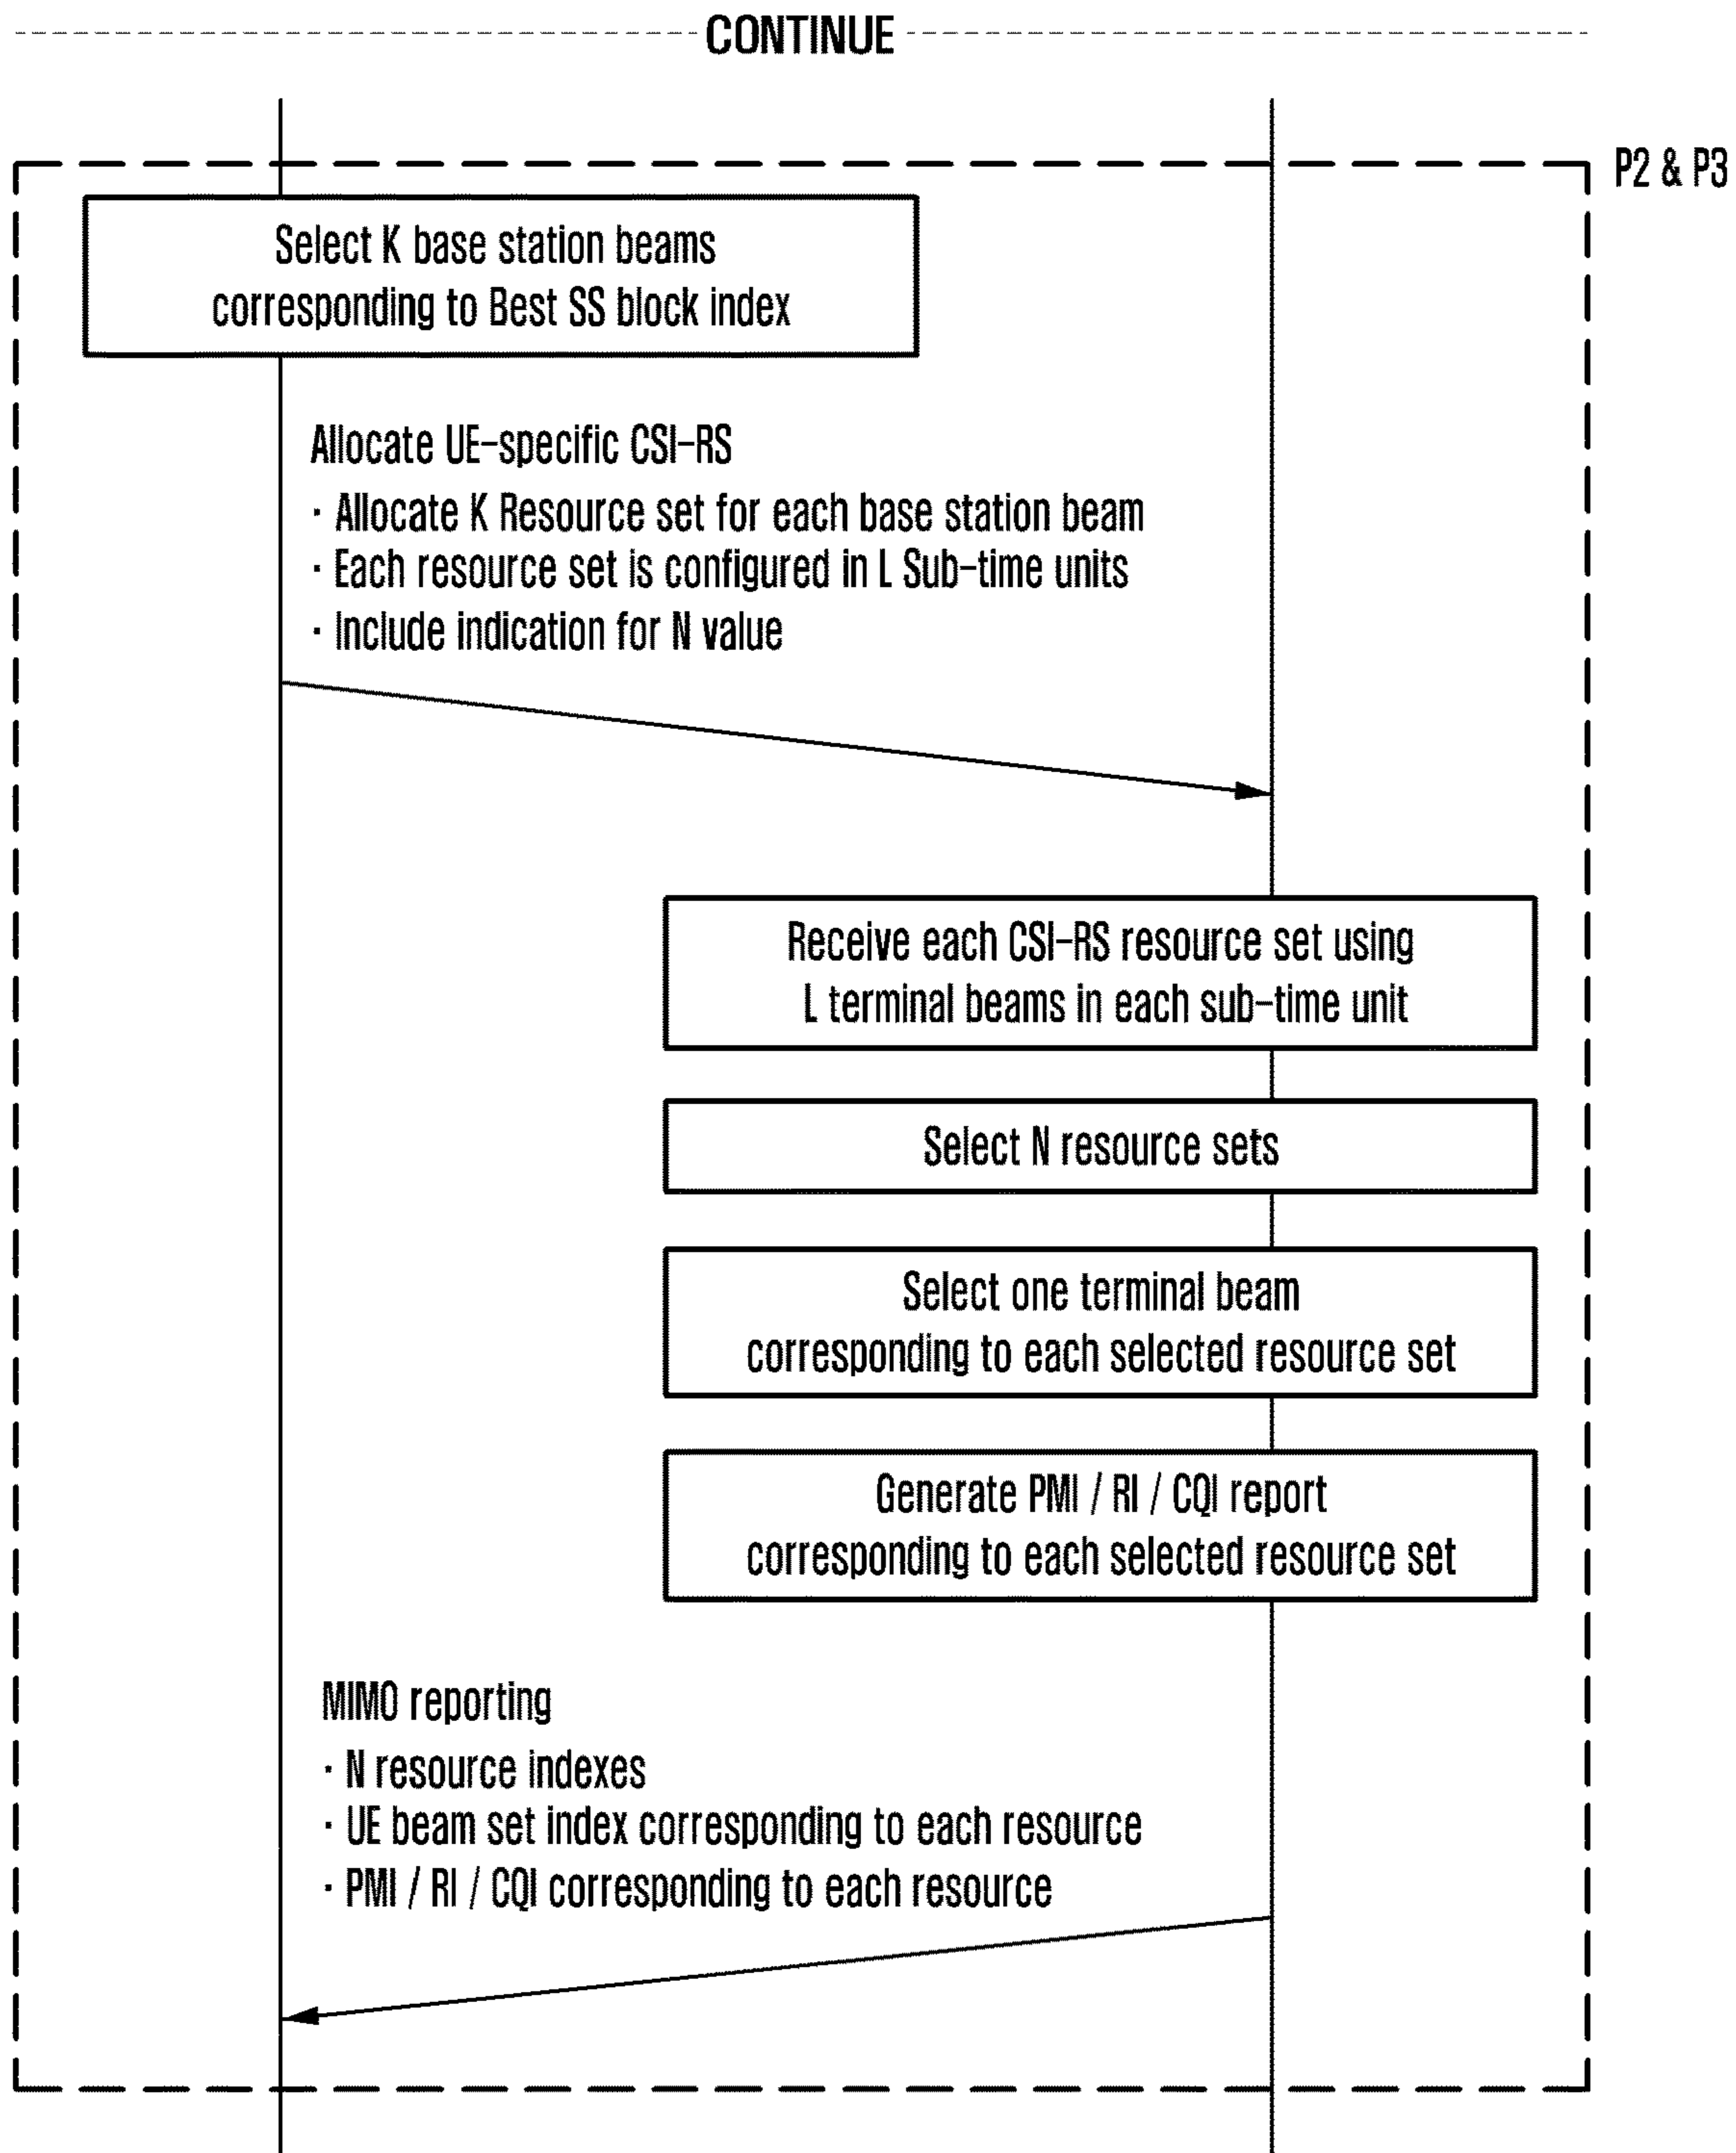 CONTINUE
P2 & P3
Select K base station beams
corresponding to Best SS block index
Allocate UE-specific CSI-RS
· Allocate K Resource set for each base station beam
· Each resource set is configured in L Sub-time units
· Include indication for N value
Receive each CSI-RS resource set using
L terminal beams in each sub-time unit
Select N resource sets
Select one terminal beam
corresponding to each selected resource set
Generate PMI / RI / CQI report
corresponding to each selected resource set
MIMO reporting
· N resource indexes
· UE beam set index corresponding to each resource
· PMI / RI / CQI corresponding to each resource